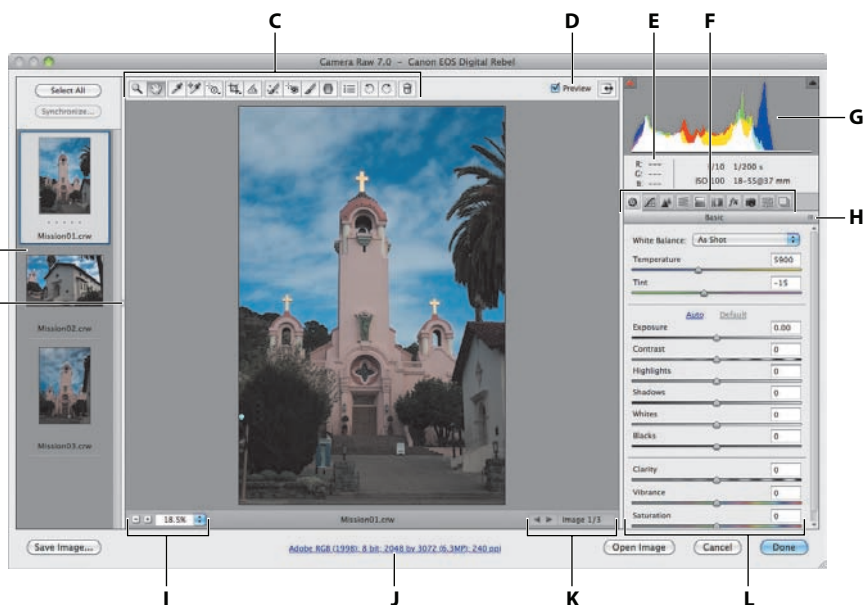 C
D
E
F
Camera Raw 7.0 – Canon EOS Digital Rebel
Select All
Synchronize...
Preview
G
R: ---
G: ---
B: ---
f/10 1/200 s
ISO 100 18-55@37 mm
H
Basic
Mission01.crw
White Balance: As Shot
Temperature 5900
Tint -15
Auto Default
Exposure 0.00
Contrast 0
Highlights 0
Shadows 0
Whites 0
Blacks 0
Clarity 0
Vibrance 0
Saturation 0
Mission02.crw
Mission03.crw
18.5%
Mission01.crw
Image 1/3
Save Image...
Adobe RGB (1998); 8 bit; 2048 by 3072 (6.3MP); 240 ppi
Open Image
Cancel
Done
I
J
K
L